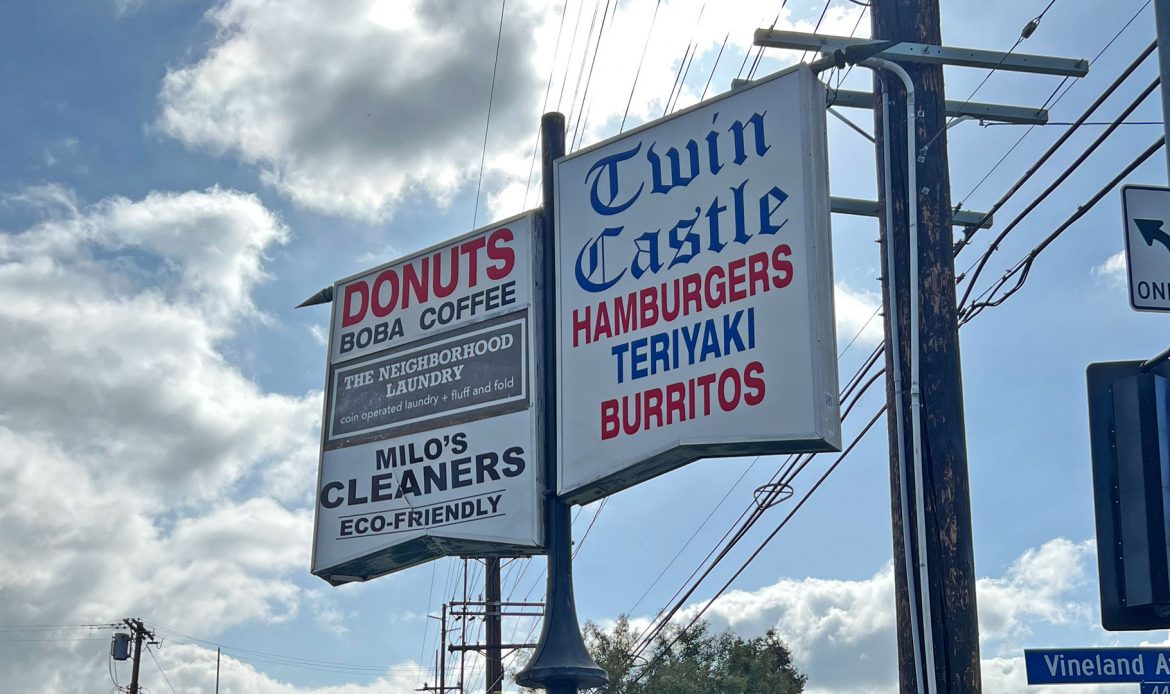 DONUTS
BOBA COFFEE
THE NEIGHBORHOOD
LAUNDRY
coin operated laundry + fluff and fold
MILO'S
CLEANERS
ECO-FRIENDLY
Twin
Castle
HAMBURGERS
TERIYAKI
BURRITOS
Vineland